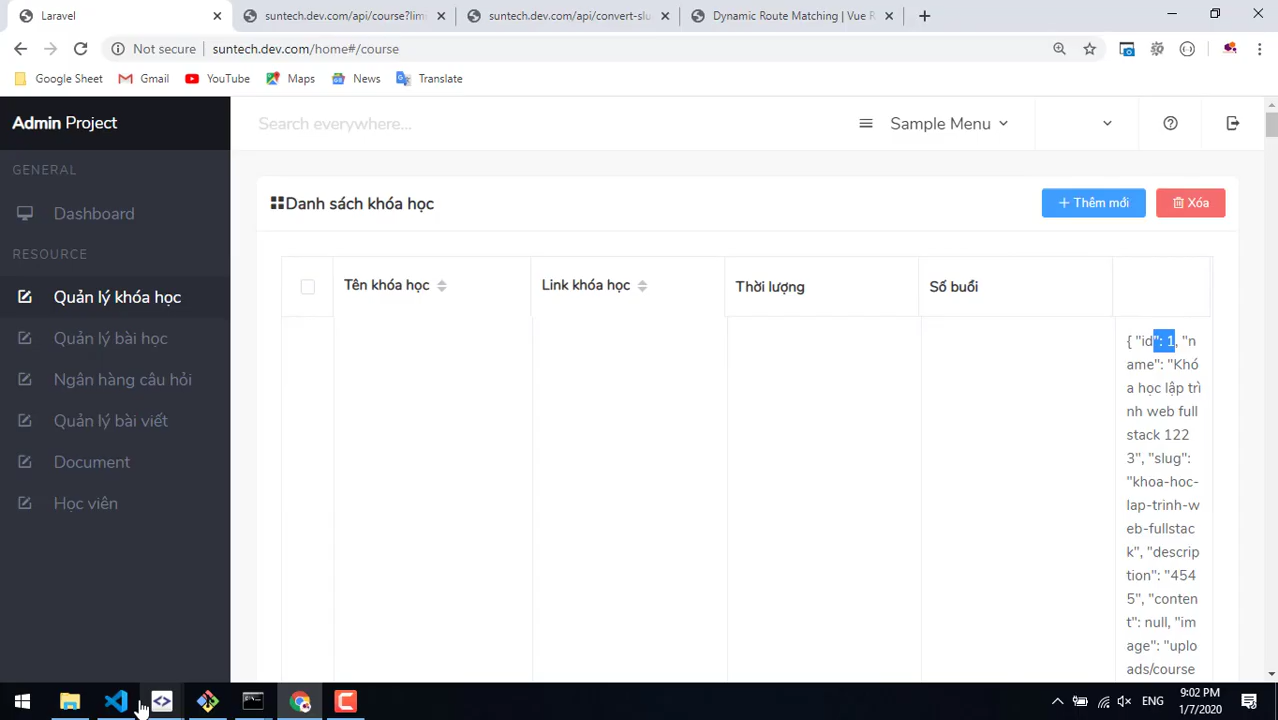 Laravel
suntech.dev.com/api/course?lim
suntech.dev.com/api/convert-slu
Dynamic Route Matching | Vue R
Not secure
suntech.dev.com/home#/course
Google Sheet
Gmail
YouTube
Maps
News
Translate
Admin Project
Search everywhere...
Sample Menu
GENERAL
Dashboard
RESOURCE
Quản lý khóa học
Quản lý bài học
Ngân hàng câu hỏi
Quản lý bài viết
Document
Học viên
Danh sách khóa học
Thêm mới
Xóa
Tên khóa học
Link khóa học
Thời lượng
Số buổi
{ "id": 1, "n
ame": "Khó
a học lập trì
nh web full
stack 122
3", "slug":
"khoa-hoc-
lap-trinh-w
eb-fullstac
k", "descrip
tion": "454
5", "conten
t": null, "im
age": "uplo
ads/course
ENG
9:02 PM
1/7/2020